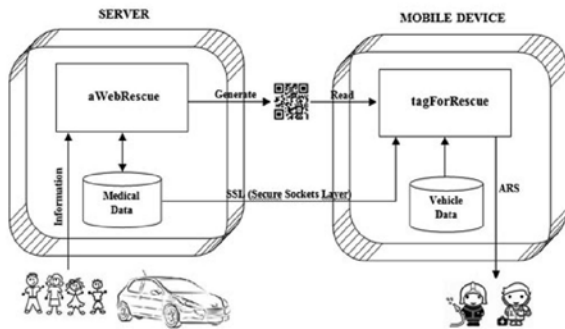 SERVER
MOBILE DEVICE
aWebRescue
Generate
Read
tagForRescue
Information
Medical
Data
SSL (Secure Sockets Layer)
Vehicle
Data
ARS